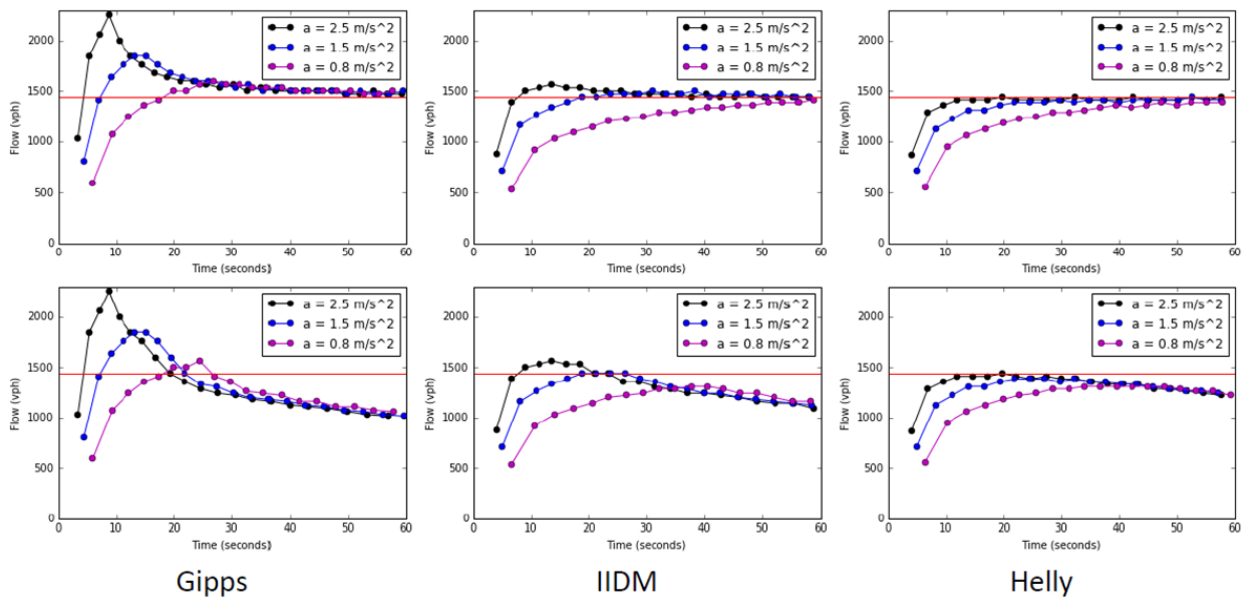 2000
1500
1000
500
0
Flow (vph)
a = 2.5 m/s^2
a = 1.5 m/s^2
a = 0.8 m/s^2
0 10 20 30 40 50 60
Time (seconds)
2000
1500
1000
500
0
Flow (vph)
a = 2.5 m/s^2
a = 1.5 m/s^2
a = 0.8 m/s^2
0 10 20 30 40 50 60
Time (seconds)
2000
1500
1000
500
0
Flow (vph)
a = 2.5 m/s^2
a = 1.5 m/s^2
a = 0.8 m/s^2
0 10 20 30 40 50 60
Time (seconds)
2000
1500
1000
500
0
Flow (vph)
a = 2.5 m/s^2
a = 1.5 m/s^2
a = 0.8 m/s^2
0 10 20 30 40 50 60
Time (seconds)
2000
1500
1000
500
0
Flow (vph)
a = 2.5 m/s^2
a = 1.5 m/s^2
a = 0.8 m/s^2
0 10 20 30 40 50 60
Time (seconds)
2000
1500
1000
500
0
Flow (vph)
a = 2.5 m/s^2
a = 1.5 m/s^2
a = 0.8 m/s^2
0 10 20 30 40 50 60
Time (seconds)
Gipps
IIDM
Helly